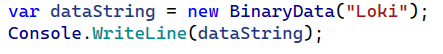 var dataString = new BinaryData("Loki");
Console.WriteLine(dataString);